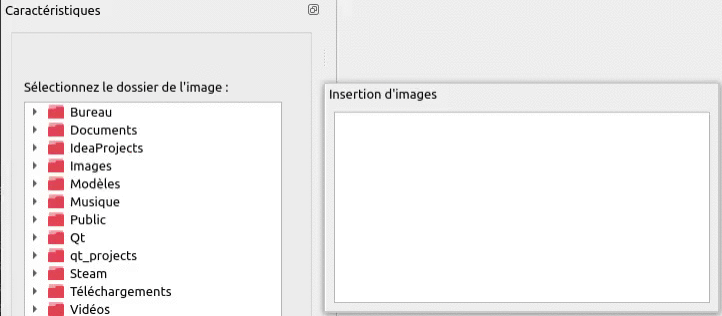 Caractéristiques
Sélectionnez le dossier de l'image :
Bureau
Documents
IdeaProjects
Images
Modèles
Musique
Public
Qt
qt_projects
Steam
Téléchargements
Vidéos
Insertion d'images